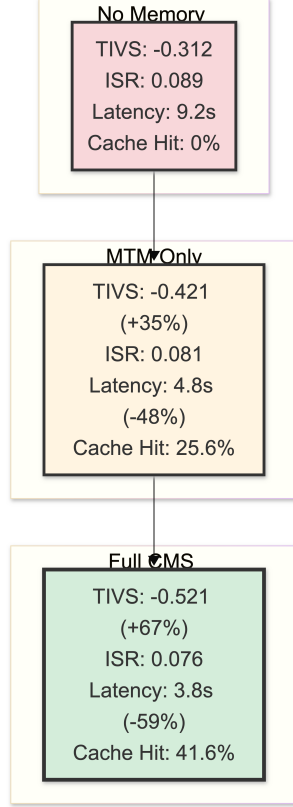 No Memory
TIVS: -0.312
ISR: 0.089
Latency: 9.2s
Cache Hit: 0%
MTM Only
TIVS: -0.421
(+35%)
ISR: 0.081
Latency: 4.8s
(-48%)
Cache Hit: 25.6%
Full CMS
TIVS: -0.521
(+67%)
ISR: 0.076
Latency: 3.8s
(-59%)
Cache Hit: 41.6%